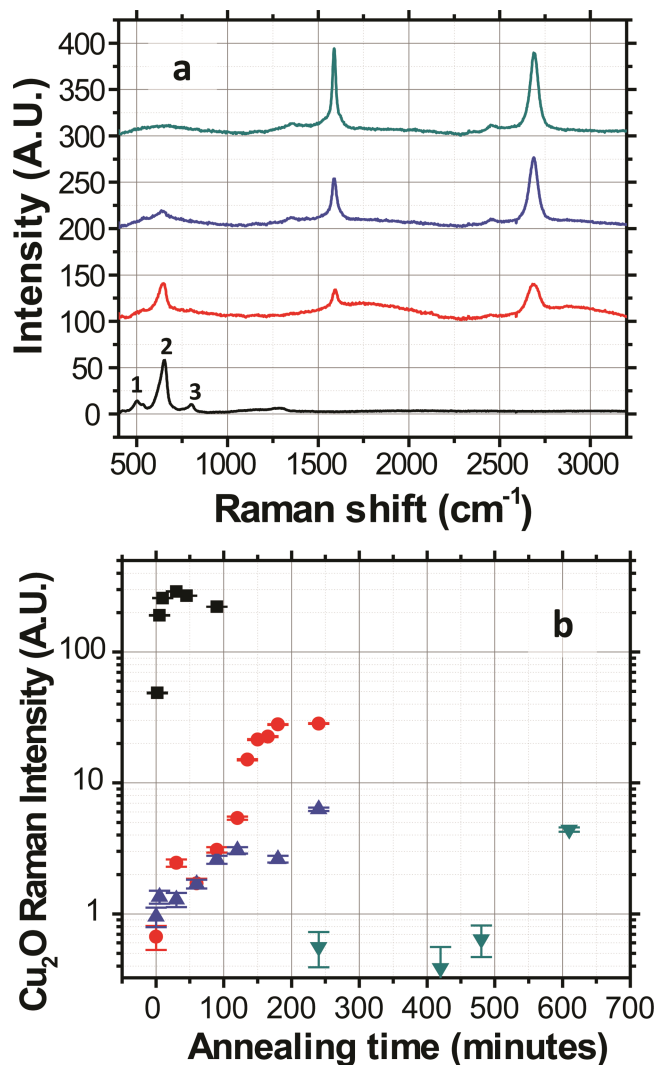 a
400
350
300
250
200
150
100
50
0
Intensity (A.U.)
1
2
3
500 1000 1500 2000 2500 3000
Raman shift (cm⁻¹)
b
100
10
1
Cu₂O Raman Intensity (A.U.)
0 100 200 300 400 500 600 700
Annealing time (minutes)